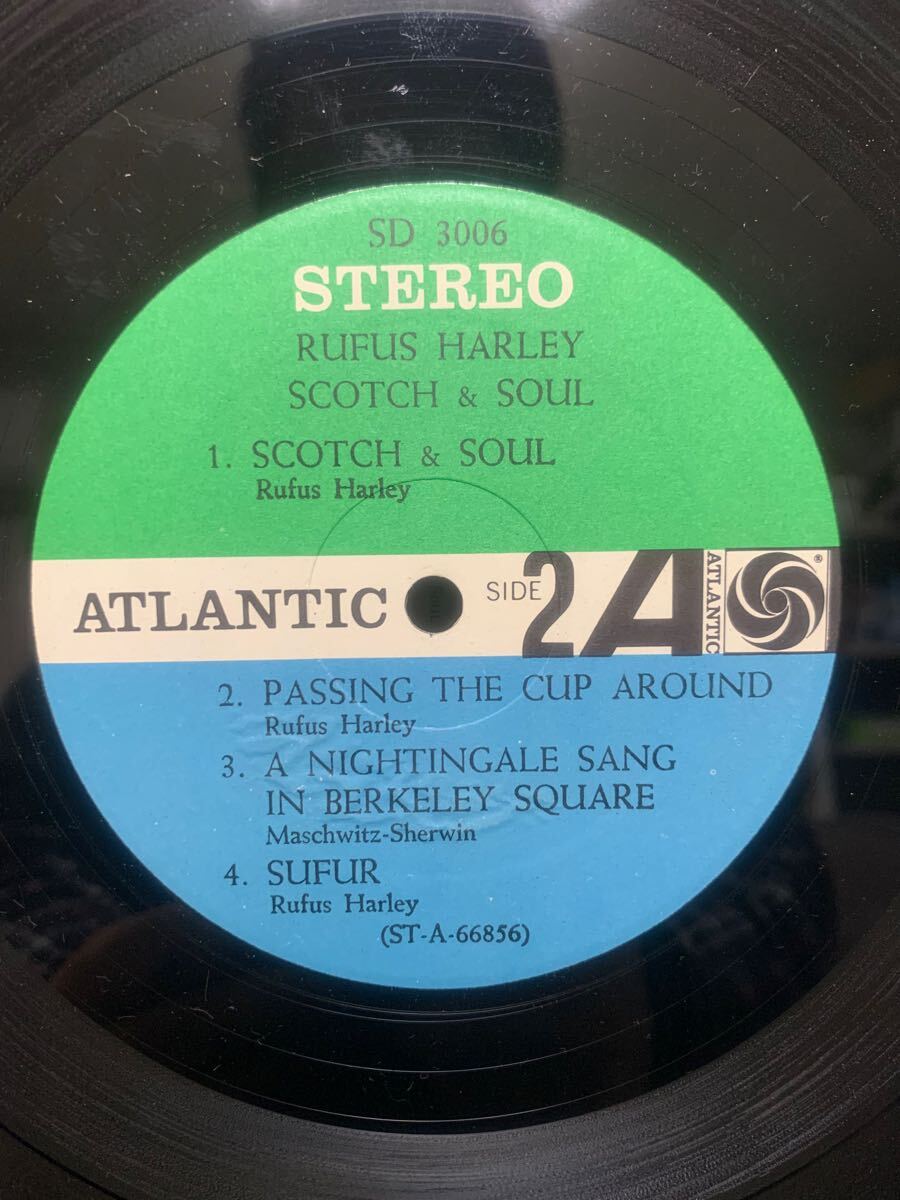 SD 3006
STEREO
RUFUS HARLEY
SCOTCH & SOUL
1. SCOTCH & SOUL
Rufus Harley
ATLANTIC SIDE 2 A ATLANTIC ®
2. PASSING THE CUP AROUND
Rufus Harley
3. A NIGHTINGALE SANG
IN BERKELEY SQUARE
Maschwitz-Sherwin
4. SUFUR
Rufus Harley
(ST-A-66856)